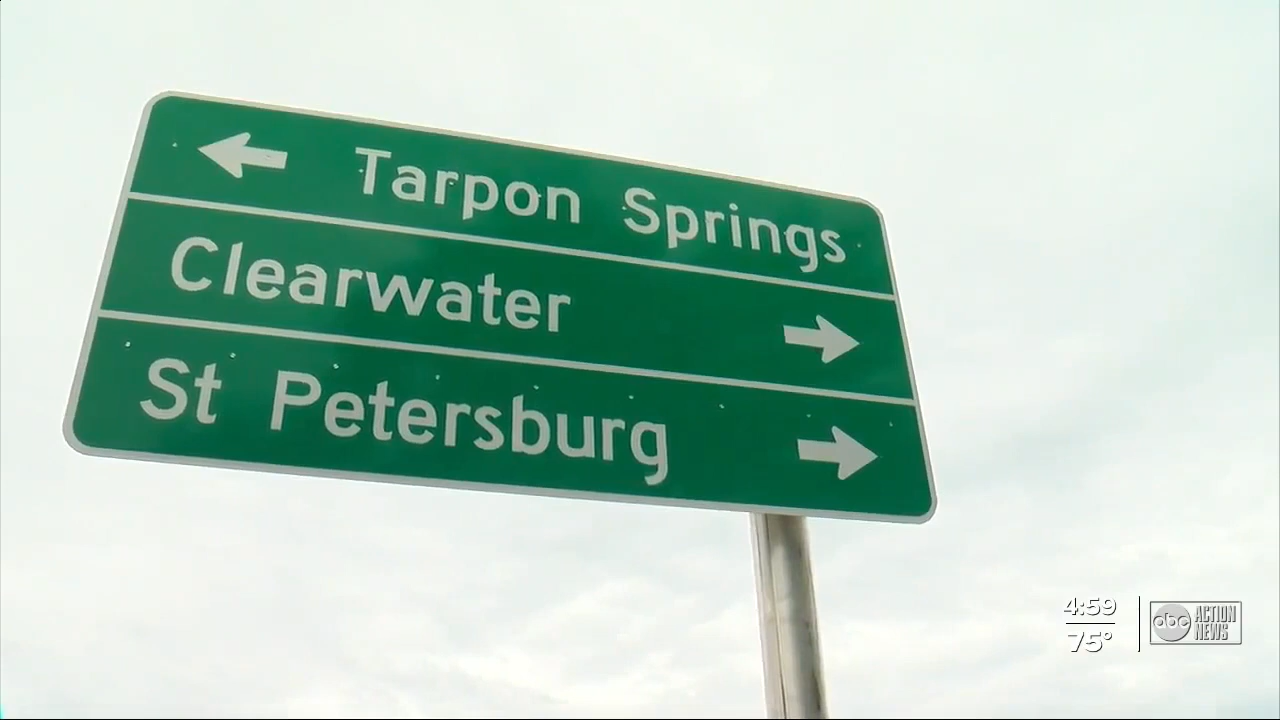 Tarpon Springs
Clearwater
St Petersburg
4:59
75°
abc ACTION NEWS